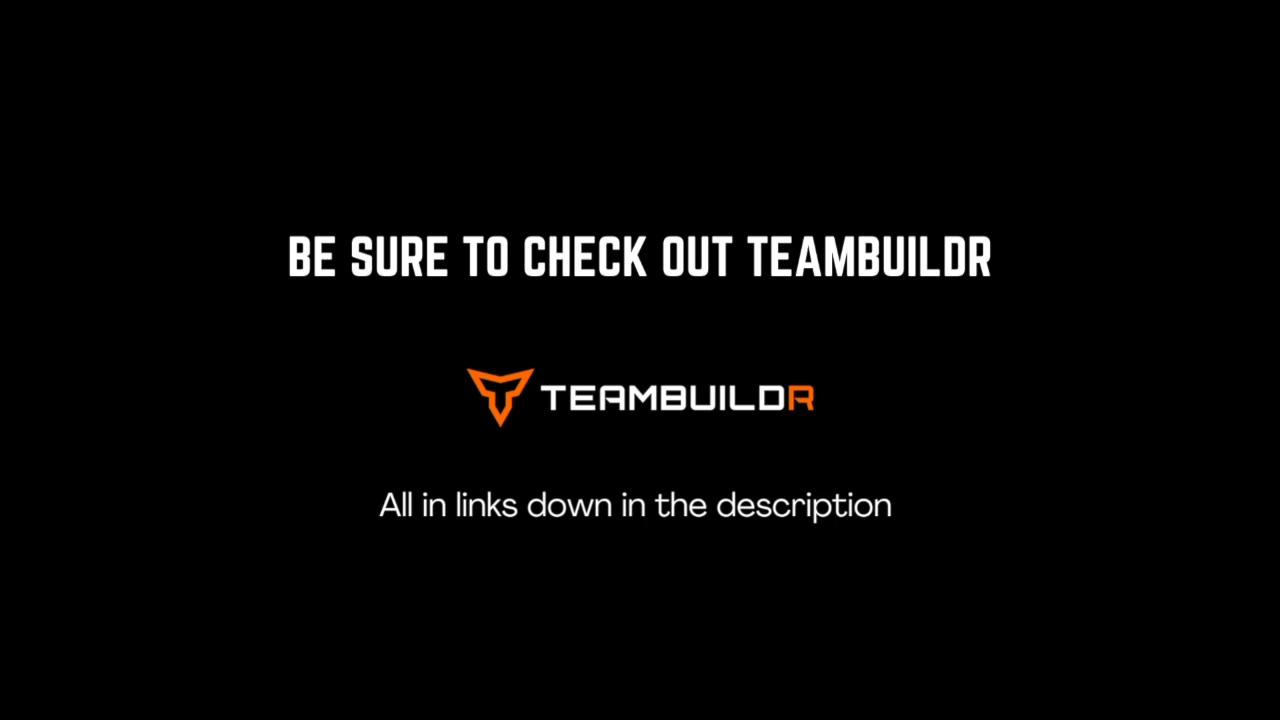 BE SURE TO CHECK OUT TEAMBUILDR
TEAMBUILDR
All in links down in the description